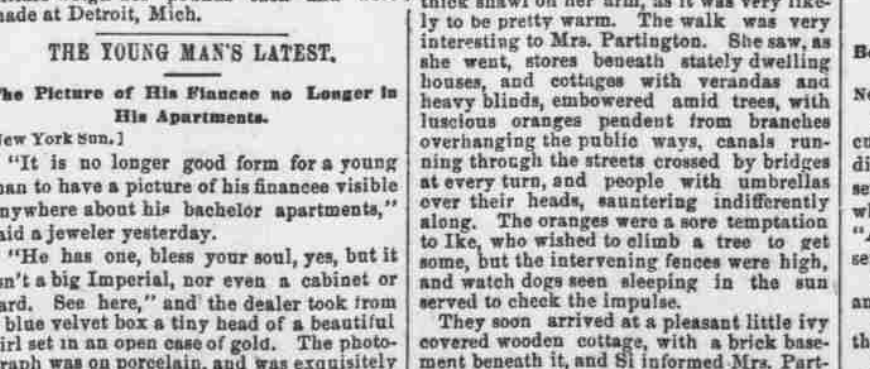 made at Detroit, Mich.
THE YOUNG MAN'S LATEST.
The Picture of His Fiancee no Longer in
His Apartments.
New York Sun.]
"It is no longer good form for a young
man to have a picture of his financee visible
anywhere about his bachelor apartments,"
said a jeweler yesterday.
"He has one, bless your soul, yes, but it
isn't a big Imperial, nor even a cabinet or
card. See here," and the dealer took from
blue velvet box a tiny head of a beautiful
girl set in an open case of gold. The photo-
graph was on porcelain, and was exquisitely
thick shawl on her arm, as it was very like-
ly to be pretty warm. The walk was very
interesting to Mrs. Partington. She saw, as
she went, stores beneath stately dwelling
houses, and cottages with verandas and
heavy blinds, embowered amid trees, with
luscious oranges pendent from branches
overhanging the public ways, canals run-
ning through the streets crossed by bridges
at every turn, and people with umbrellas
over their heads, sauntering indifferently
along. The oranges were a sore temptation
to Ike, who wished to climb a tree to get
some, but the intervening fences were high,
and watch dogs seen sleeping in the sun
served to check the impulse.
They soon arrived at a pleasant little ivy
covered wooden cottage, with a brick base-
ment beneath it, and Si informed Mrs. Part-